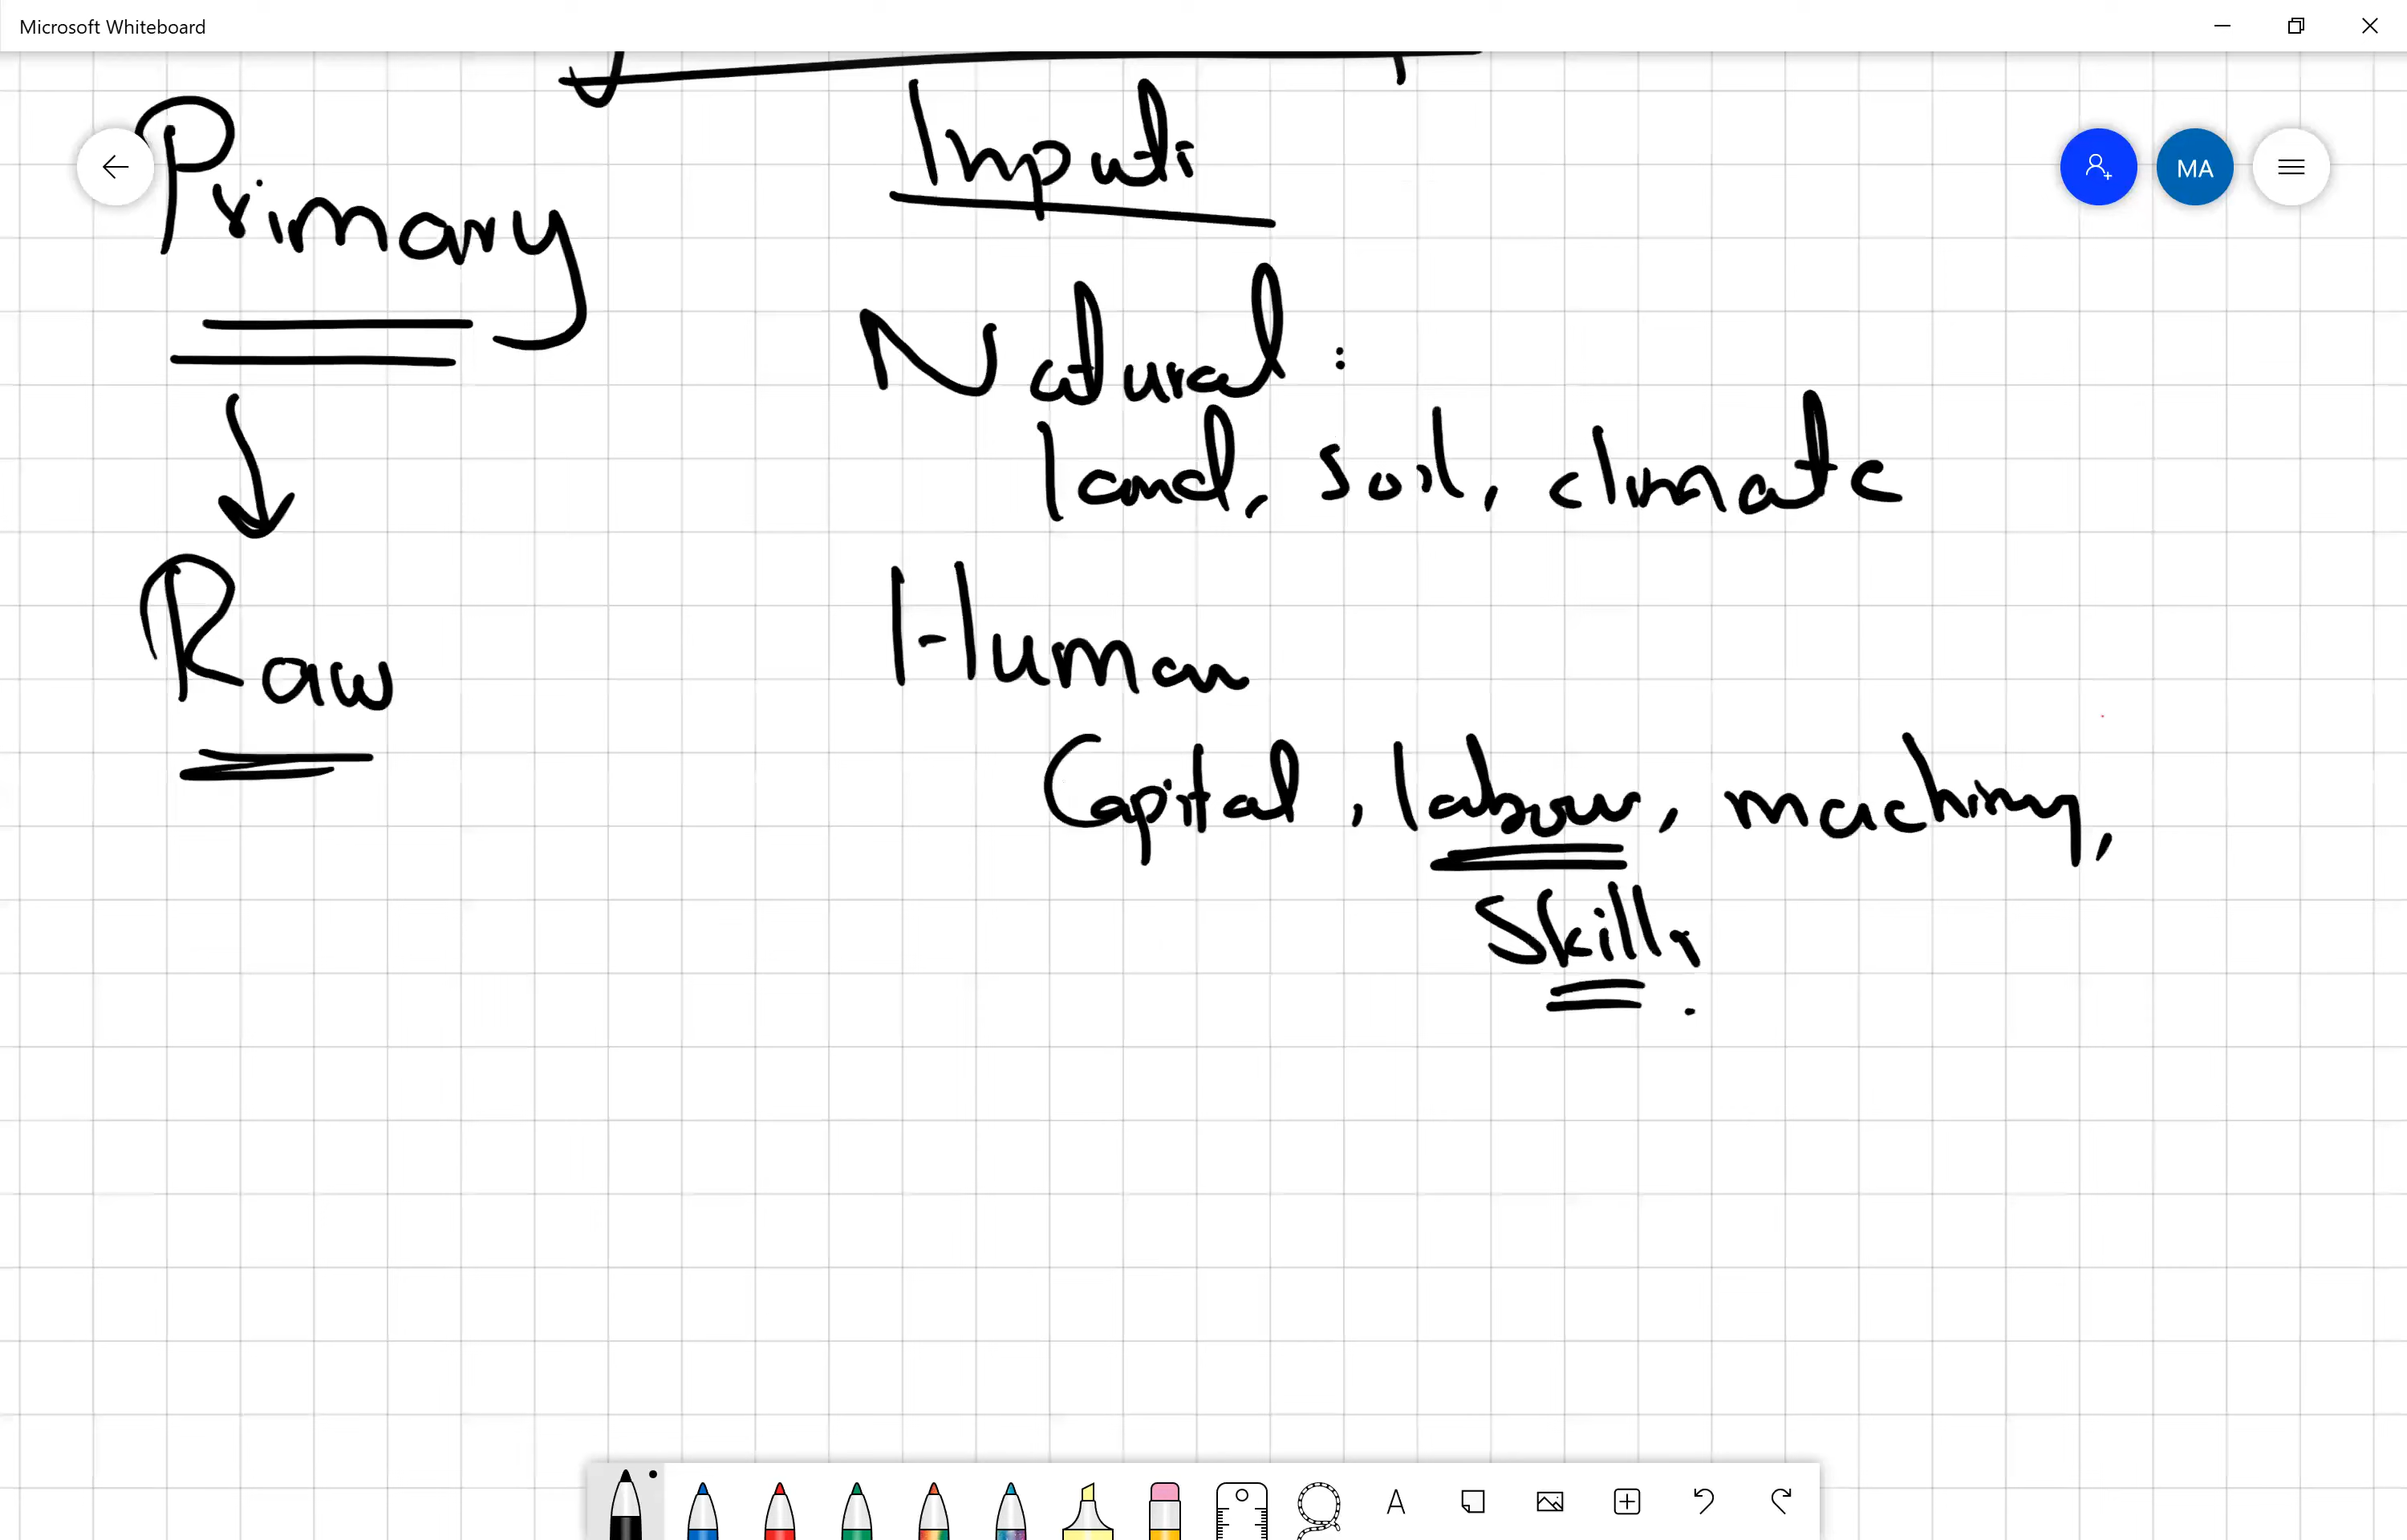 Microsoft Whiteboard
Inputs
Primary
MA
Natural :
land, soil, climate
Human
Raw
Capital, labour, machinery,
Skills